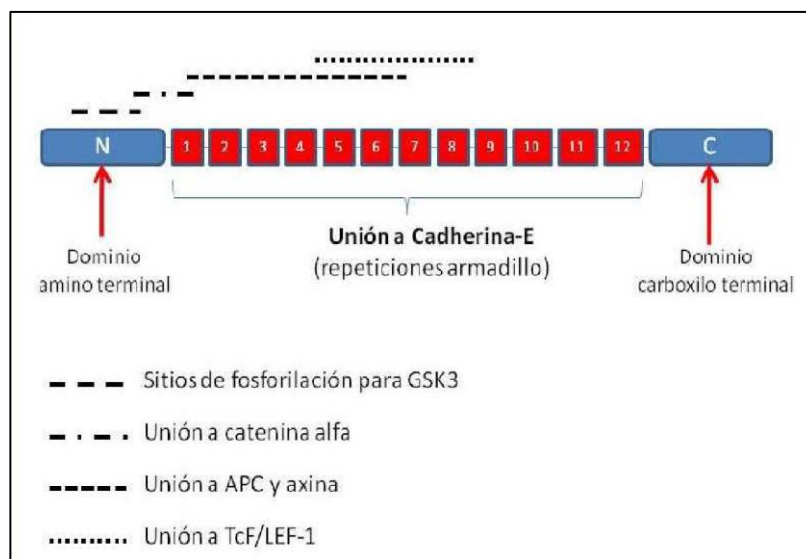 N
1 2 3 4 5 6 7 8 9 10 11 12
C
Unión a Cadherina-E
(repeticiones armadillo)
Dominio
amino terminal
Dominio
carboxilo terminal
Sitios de fosforilación para GSK3
Unión a catenina alfa
Unión a APC y axina
Unión a TcF/LEF-1